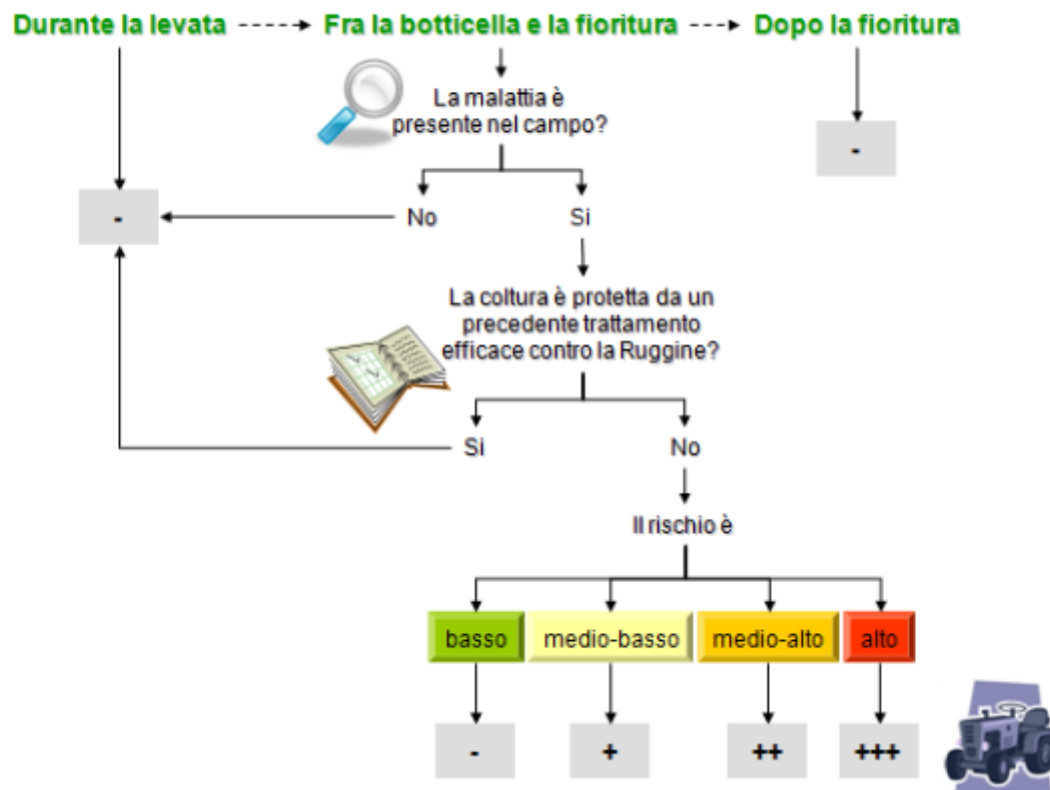 Durante la levata
Fra la botticella e la fioritura
Dopo la fioritura
La malattia è
presente nel campo?
-
-
No
Si
La coltura è protetta da un
precedente trattamento
efficace contro la Ruggine?
Si
No
Il rischio è
basso
medio-basso
medio-alto
alto
-
+
++
+++